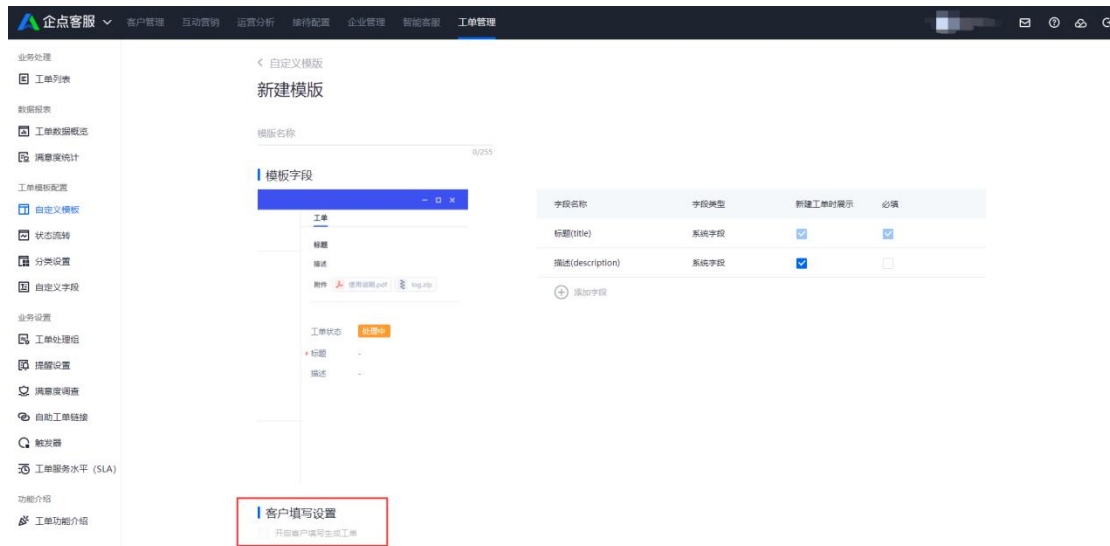 企点客服 客户管理 互动营销 运营分析 接待配置 企业管理 智能客服 工单管理
业务处理
工单列表
数据报表
工单数据概览
满意度统计
工单模板配置
自定义模板
状态流转
分类设置
自定义字段
业务设置
工单处理组
提醒设置
满意度调查
自助工单链接
触发器
工单服务水平（SLA）
功能介绍
工单功能介绍
< 自定义模版
新建模版
模版名称
0/255
模板字段
工单
标题
描述
附件 使用说明.pdf log.zip
工单状态 处理中
* 标题 -
描述 -
字段名称 字段类型 新建工单时展示 必填
标题(title) 系统字段
描述(description) 系统字段
添加字段
客户填写设置
开启客户填写生成工单